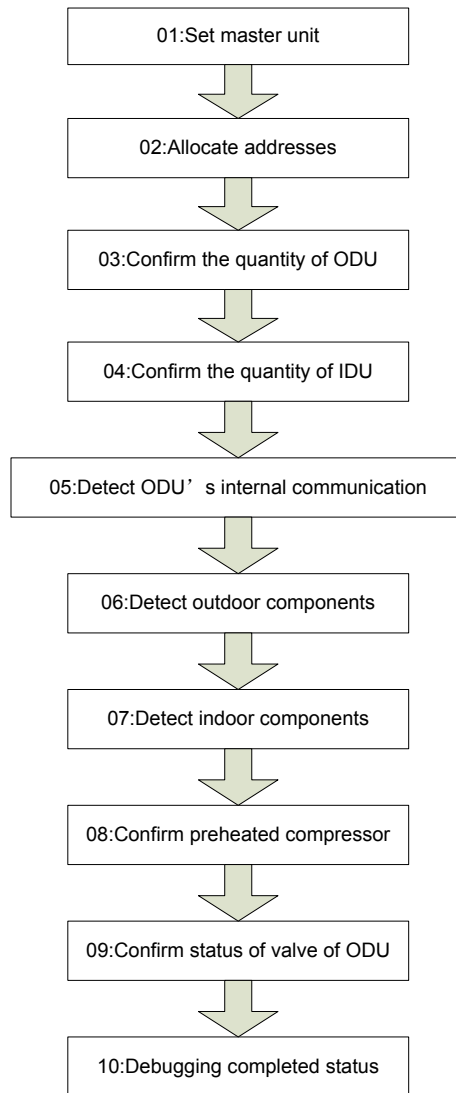 01:Set master unit
02:Allocate addresses
03:Confirm the quantity of ODU
04:Confirm the quantity of IDU
05:Detect ODU’s internal communication
06:Detect outdoor components
07:Detect indoor components
08:Confirm preheated compressor
09:Confirm status of valve of ODU
10:Debugging completed status